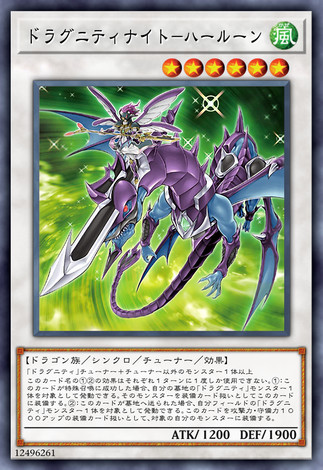 ドラグニティナイト−ハールーン
風
【ドラゴン族／シンクロ／チューナー／効果】
「ドラグニティ」チューナー＋チューナー以外のモンスター１体以上
このカード名の①②の効果はそれぞれ１ターンに１度しか使用できない。①：こ
のカードが特殊召喚に成功した場合、自分の墓地の「ドラグニティ」モンスター１
体を対象として発動できる。そのモンスターを装備カード扱いとしてこのカード
に装備する。②：このカードが墓地へ送られた場合、自分フィールドの「ドラグニ
ティ」モンスター１体を対象として発動できる。このカードを攻撃力・守備力１０
００アップの装備カード扱いとして、対象の自分のモンスターに装備する。
ATK/1200 DEF/1900
12496261